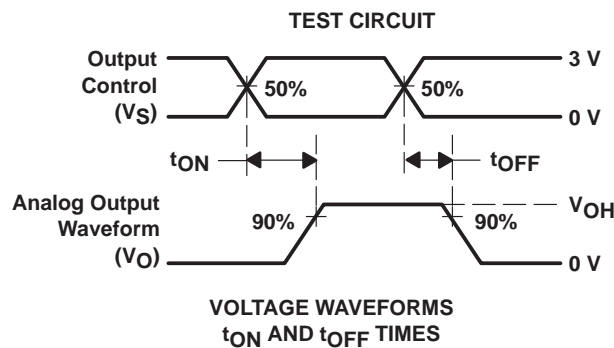 TEST CIRCUIT
Output
Control
(VS)
50%
50%
3 V
0 V
tON
tOFF
Analog Output
Waveform
(VO)
90%
90%
VOH
0 V
VOLTAGE WAVEFORMS
tON AND tOFF TIMES